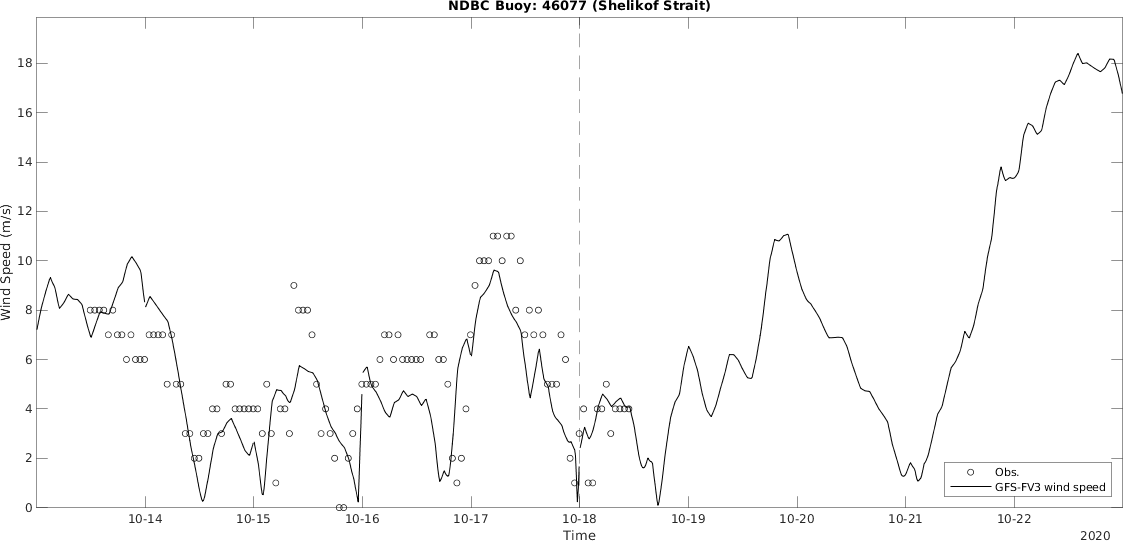 NDBC Buoy: 46077 (Shelikof Strait)
18
16
14
12
10
8
6
4
2
0
Wind Speed (m/s)
10-14 10-15 10-16 10-17 10-18 10-19 10-20 10-21 10-22
Time
2020
Obs.
GFS-FV3 wind speed